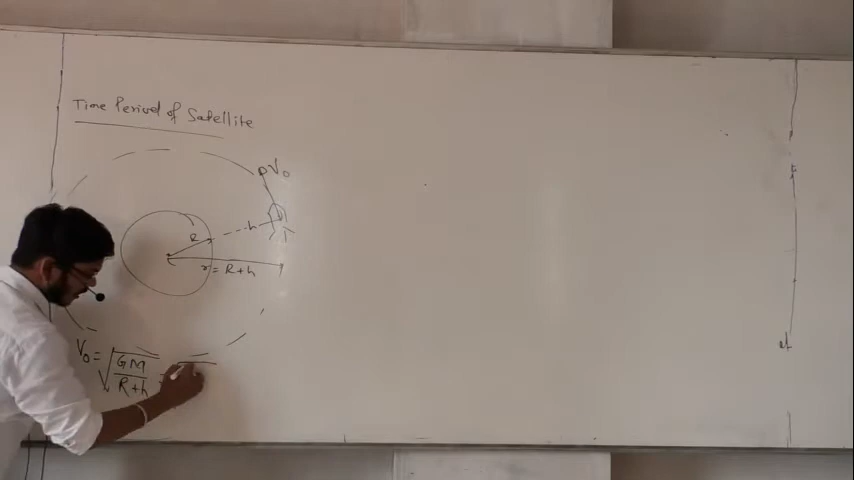 Time Period of Satellite
V₀
h
R
r = R+h
V₀ = √(GM/(R+h)) =